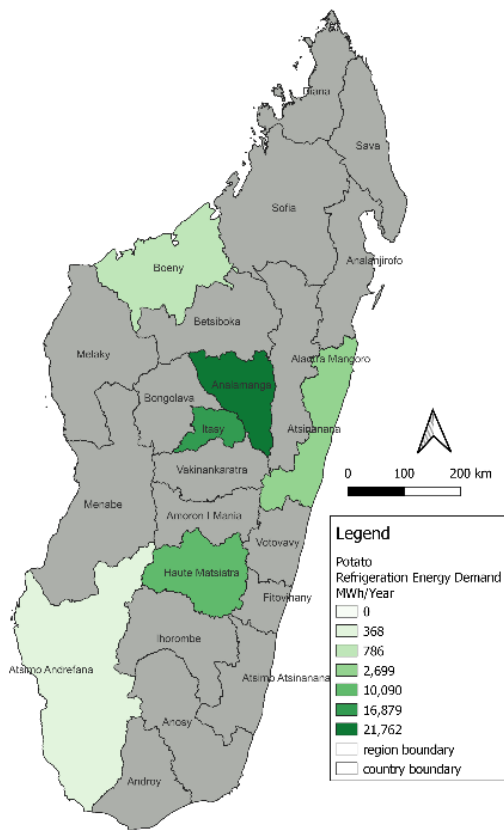 Diana
Sava
Sofia
Analanjirofo
Boeny
Betsiboka
Melaky
Alaotra Mangoro
Analamanga
Bongolava
Itasy
Atsinanana
Vakinankaratra
Menabe
Amoron I Mania
Votovavy
Haute Matsiatra
Fitovihany
Ihorombe
Atsimo Andrefana
Atsimo Atsinanana
Anosy
Androy
0 100 200 km
Legend
Potato
Refrigeration Energy Demand
MWh/Year
0
368
786
2,699
10,090
16,879
21,762
region boundary
country boundary